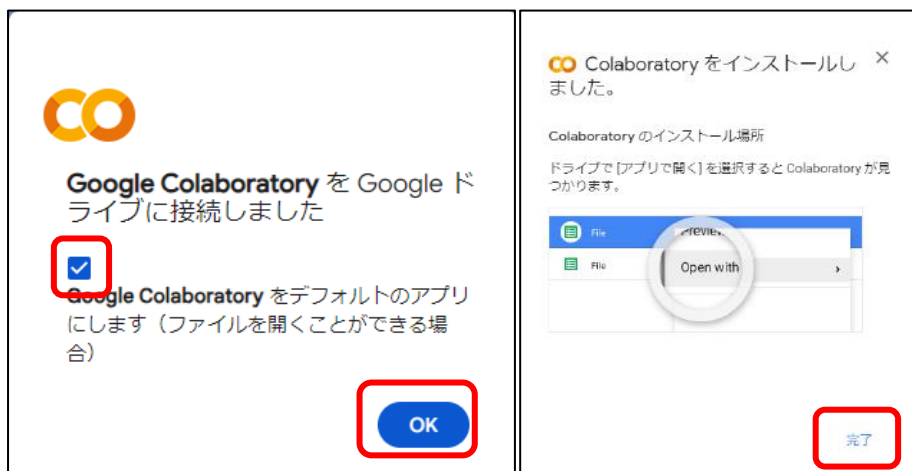 Google Colaboratory を Google ド
ライブに接続しました
Google Colaboratory をデフォルトのアプリ
にします（ファイルを開くことができる場
合）
OK
Colaboratory をインストールし
ました。
Colaboratory のインストール場所
ドライブで [アプリで開く] を選択すると Colaboratory が見
つかります。
File
Preview
File
Open with
完了